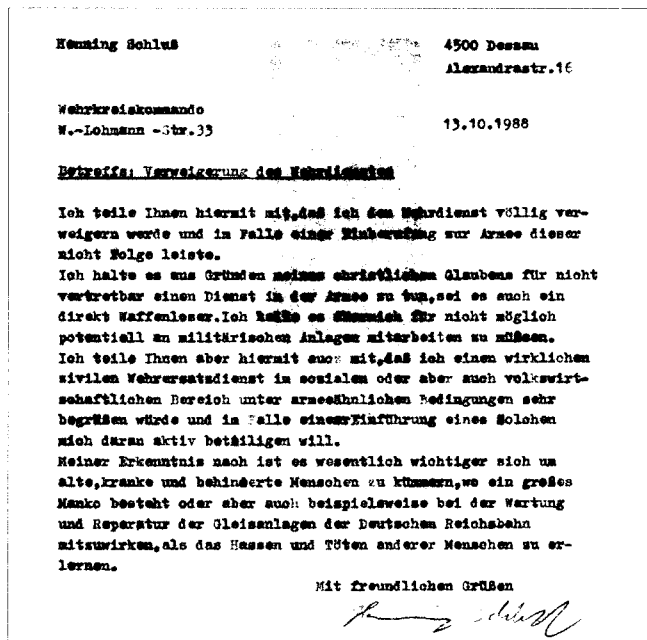 Henning Schluß
4500 Dessau
Alexandrastr.16
Wehrkreiskommando
W.-Lohmann -Str.33
13.10.1988
Betreffs: Verweigerung des Wehrdienstes
Ich teile Ihnen hiermit mit,daß ich den Wehrdienst völlig ver-
weigern werde und im Falle einer Einberufung zur Armee dieser
nicht Folge leiste.
Ich halte es aus Gründen meines christlichen Glaubens für nicht
vertretbar einen Dienst in der Armee zu tun,sei es auch ein
direkt Waffenloser.Ich halte es für nicht möglich
potentiell an militärischen Anlagen mitarbeiten zu müssen.
Ich teile Ihnen aber hiermit auch mit,daß ich einen wirklichen
zivilen Wehrersatzdienst im sozialen oder aber auch volkswirt-
schaftlichen Bereich unter armeeähnlichen Bedingungen sehr
begrüßen würde und im Falle einerEinführung eines Solchen
mich daran aktiv beteiligen will.
Meiner Erkenntnis nach ist es wesentlich wichtiger sich um
alte,kranke und behinderte Menschen zu kümmern,wo ein großes
Manko besteht oder aber auch beispielsweise bei der Wartung
und Reparatur der Gleisanlagen der Deutschen Reichsbahn
mitzuwirken,als das Hassen und Töten anderer Menschen zu er-
lernen.
Mit freundlichen Grüßen